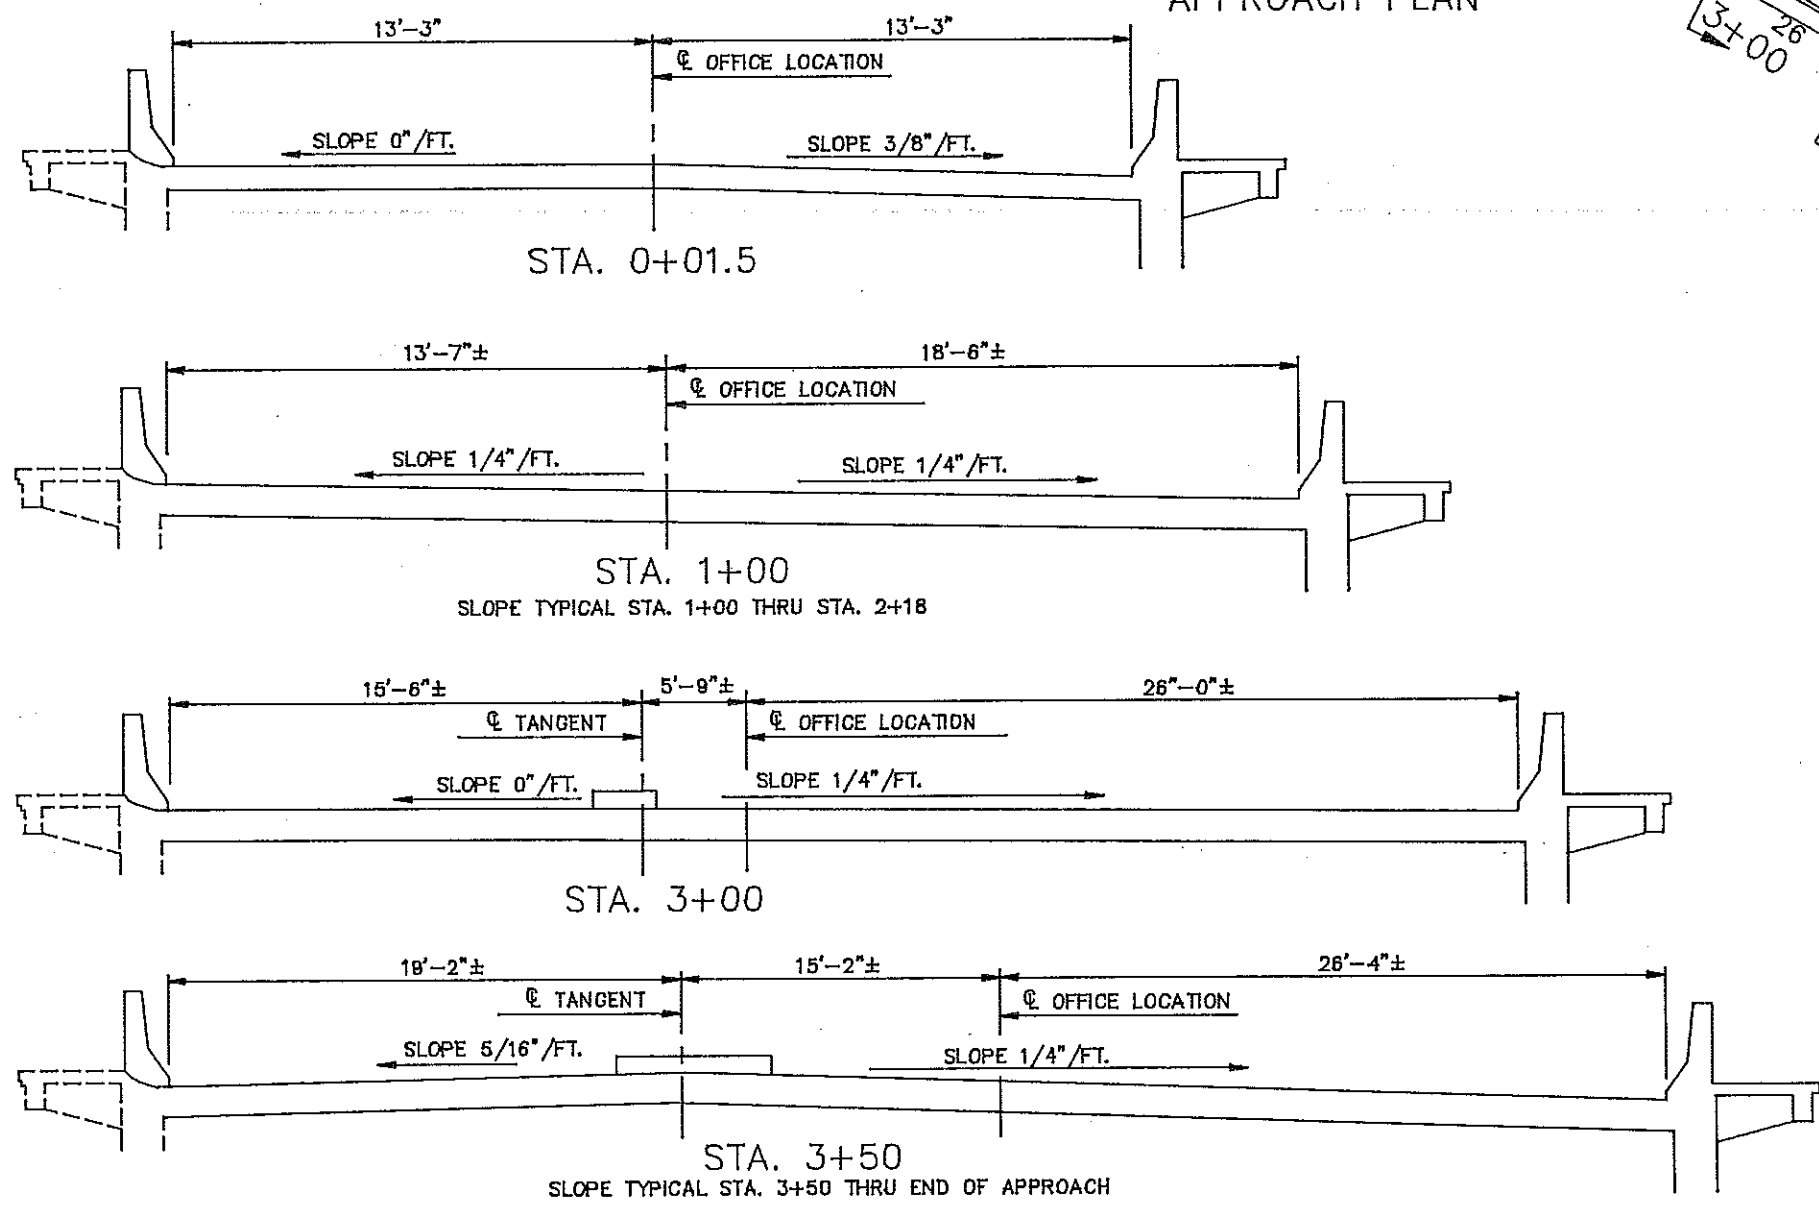 APPROACH PLAN
26
3+00
13'-3"
13'-3"
℄ OFFICE LOCATION
SLOPE 0"/FT.
SLOPE 3/8"/FT.
STA. 0+01.5
13'-7"±
18'-6"±
℄ OFFICE LOCATION
SLOPE 1/4"/FT.
SLOPE 1/4"/FT.
STA. 1+00
SLOPE TYPICAL STA. 1+00 THRU STA. 2+18
15'-6"±
5'-9"±
26"-0"±
℄ TANGENT
℄ OFFICE LOCATION
SLOPE 0"/FT.
SLOPE 1/4"/FT.
STA. 3+00
19'-2"±
15'-2"±
26'-4"±
℄ TANGENT
℄ OFFICE LOCATION
SLOPE 5/16"/FT.
SLOPE 1/4"/FT.
STA. 3+50
SLOPE TYPICAL STA. 3+50 THRU END OF APPROACH